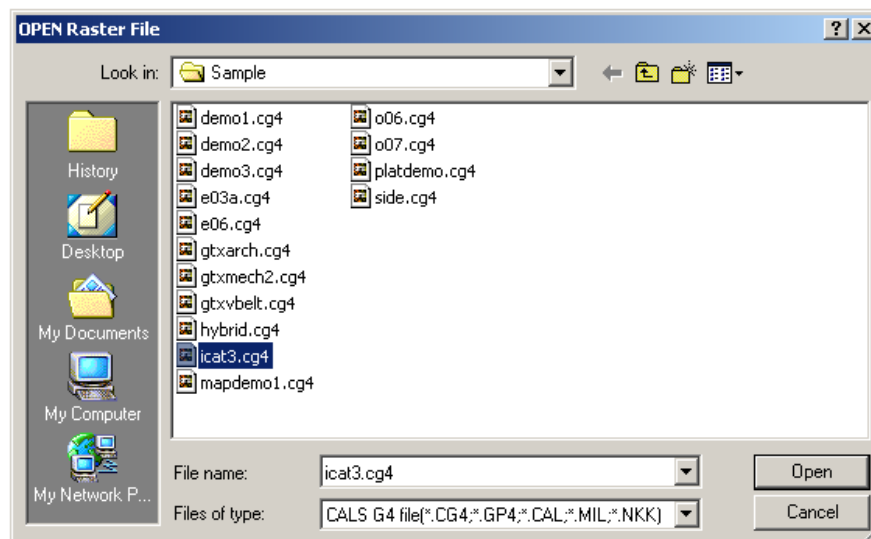 OPEN Raster File
Look in: Sample
History
Desktop
My Documents
My Computer
My Network P...
demo1.cg4
demo2.cg4
demo3.cg4
e03a.cg4
e06.cg4
gtxarch.cg4
gtxmech2.cg4
gtxvbelt.cg4
hybrid.cg4
icat3.cg4
mapdemo1.cg4
o06.cg4
o07.cg4
platdemo.cg4
side.cg4
File name: icat3.cg4 Open
Files of type: CALS G4 file(*.CG4;*.GP4;*.CAL;*.MIL;*.NKK) Cancel